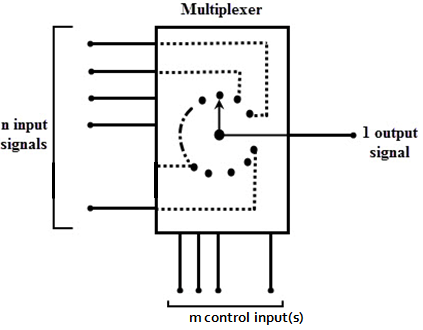 Multiplexer
n input
signals
1 output
signal
m control input(s)